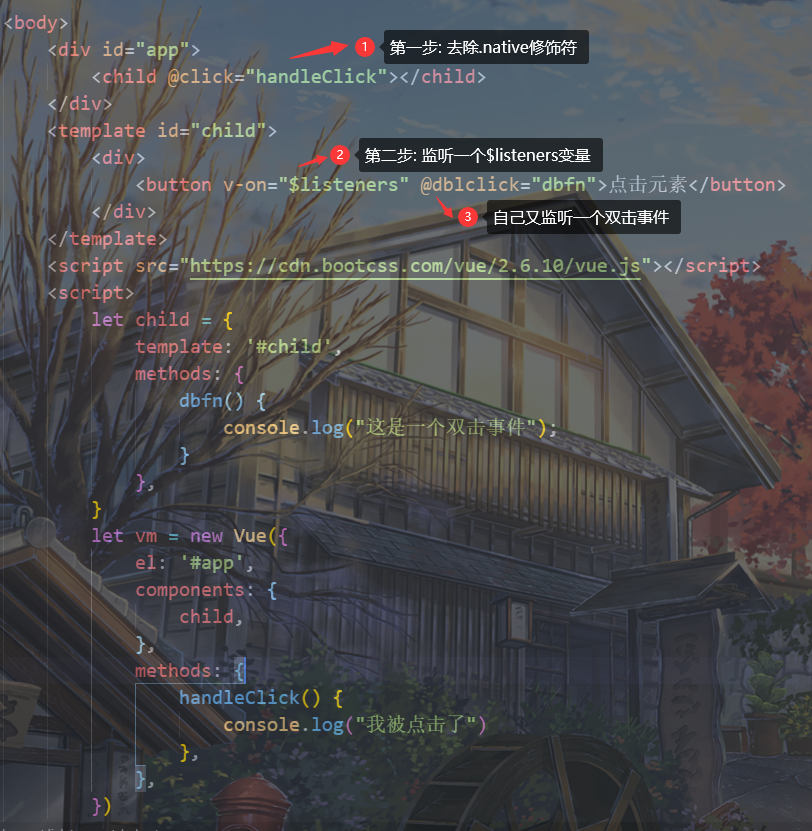 <body>
<div id="app">
1 第一步: 去除.native修饰符
<child @click="handleClick"></child>
</div>
<template id="child">
<div>
2 第二步: 监听一个$listeners变量
<button v-on="$listeners" @dblclick="dbfn">点击元素</button>
</div>
3 自己又监听一个双击事件
</template>
<script src="https://cdn.bootcss.com/vue/2.6.10/vue.js"></script>
<script>
let child = {
template: '#child',
methods: {
dbfn() {
console.log("这是一个双击事件");
}
},
}
let vm = new Vue({
el: '#app',
components: {
child,
},
methods: {
handleClick() {
console.log("我被点击了")
},
},
})